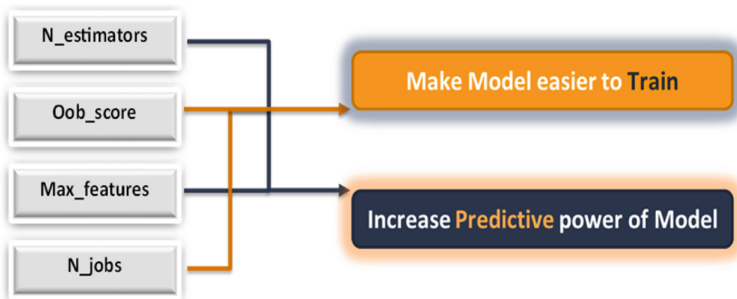 N_estimators
Oob_score
Max_features
N_jobs
Make Model easier to Train
Increase Predictive power of Model